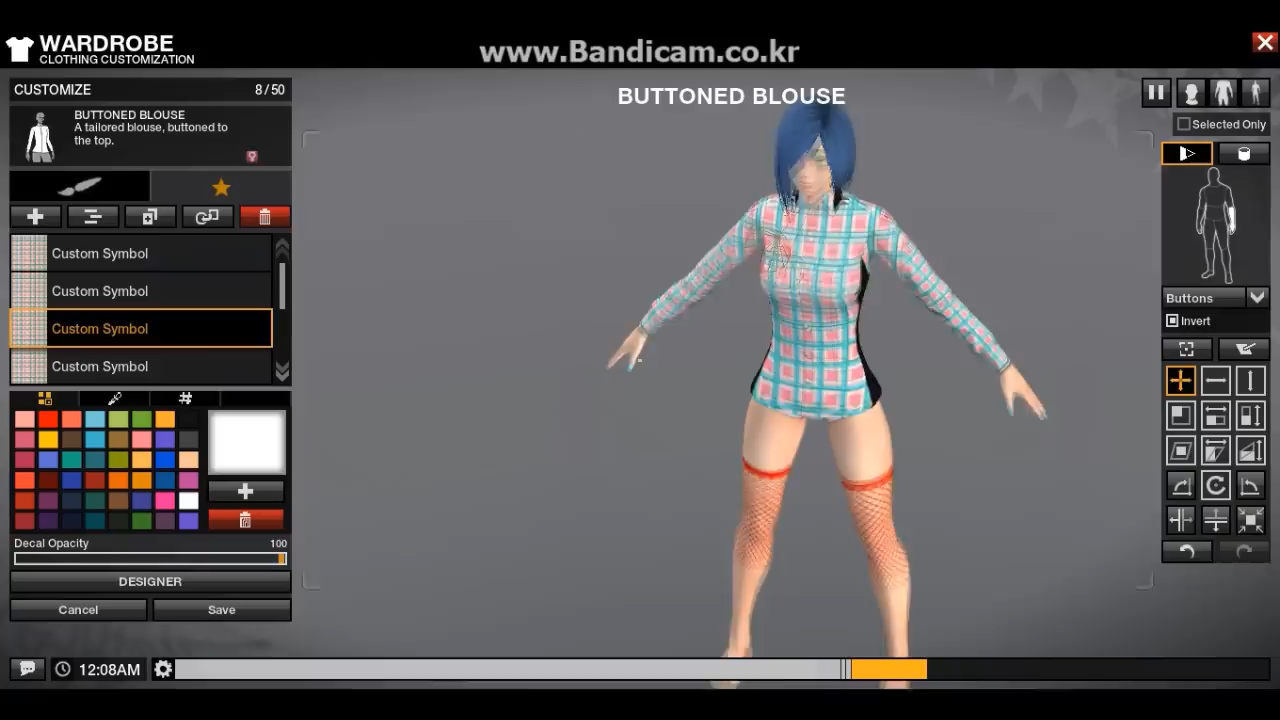 WARDROBE
CLOTHING CUSTOMIZATION
www.Bandicam.co.kr
CUSTOMIZE 8/50
BUTTONED BLOUSE
A tailored blouse, buttoned to
the top.
BUTTONED BLOUSE
Selected Only
Custom Symbol
Custom Symbol
Custom Symbol
Custom Symbol
Buttons
Invert
Decal Opacity 100
DESIGNER
Cancel Save
12:08AM